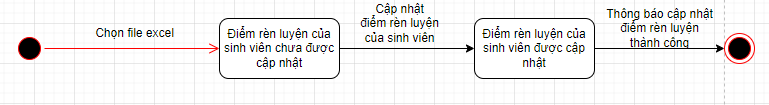 Chọn file excel
Điểm rèn luyện của
sinh viên chưa được
cập nhật
Cập nhật
điểm rèn luyện
của sinh viên
Điểm rèn luyện của
sinh viên được cập
nhật
Thông báo cập nhật
điểm rèn luyện
thành công